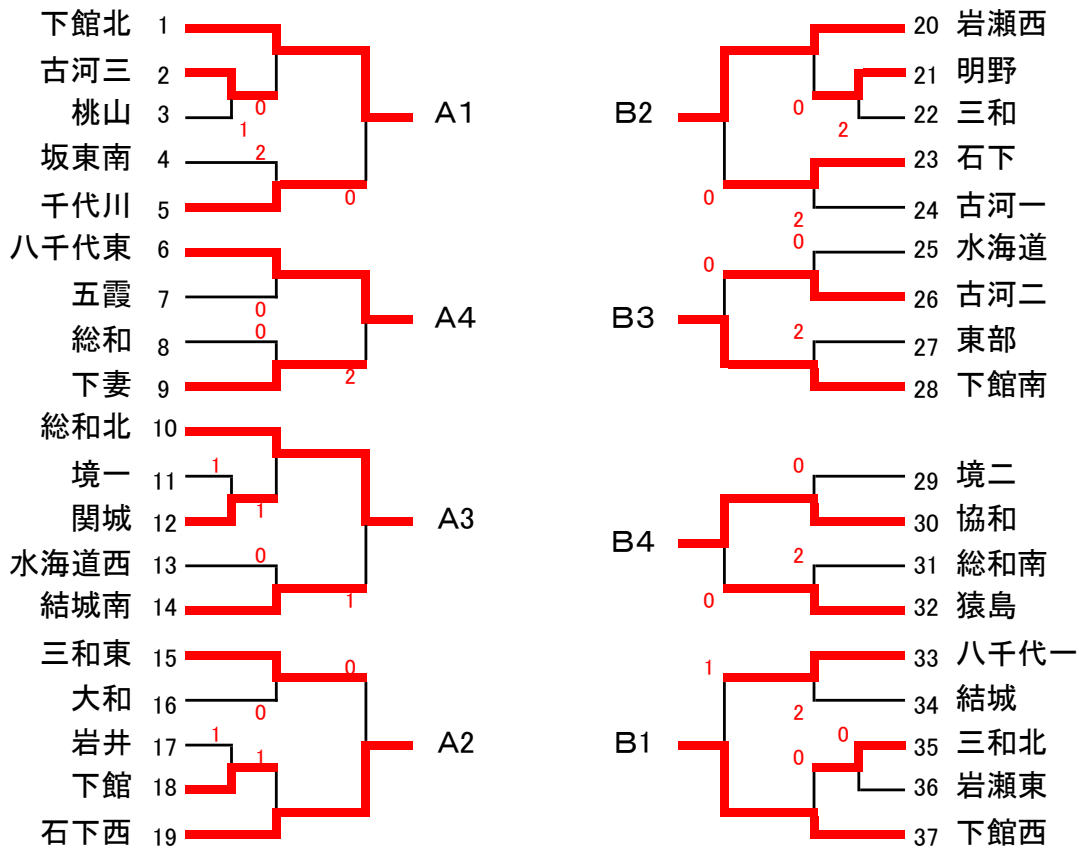 下館北 1
古河三 2
0
桃山 3
1
A1
坂東南 4
2
千代川 5
0
八千代東 6
五霞 7
0
A4
総和 8
0
下妻 9
2
総和北 10
境一 11
1
関城 12
1
A3
水海道西 13
0
結城南 14
1
三和東 15
0
大和 16
0
岩井 17
1
1
A2
下館 18
石下西 19
20 岩瀬西
21 明野
0
B2
22 三和
2
23 石下
0
24 古河一
2
25 水海道
0
0
26 古河二
B3
27 東部
2
28 下館南
29 境二
0
30 協和
B4
31 総和南
2
32 猿島
0
33 八千代一
1
34 結城
2
35 三和北
0
0
B1
36 岩瀬東
37 下館西